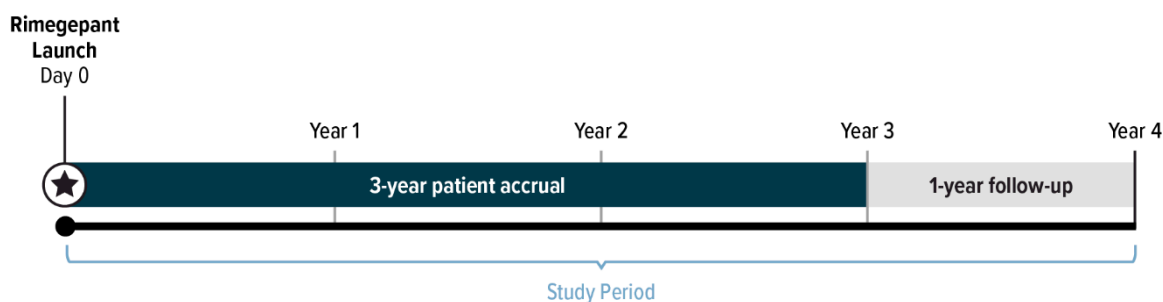 Rimegepant
Launch
Day 0
Year 1
Year 2
Year 3
Year 4
3-year patient accrual
1-year follow-up
Study Period